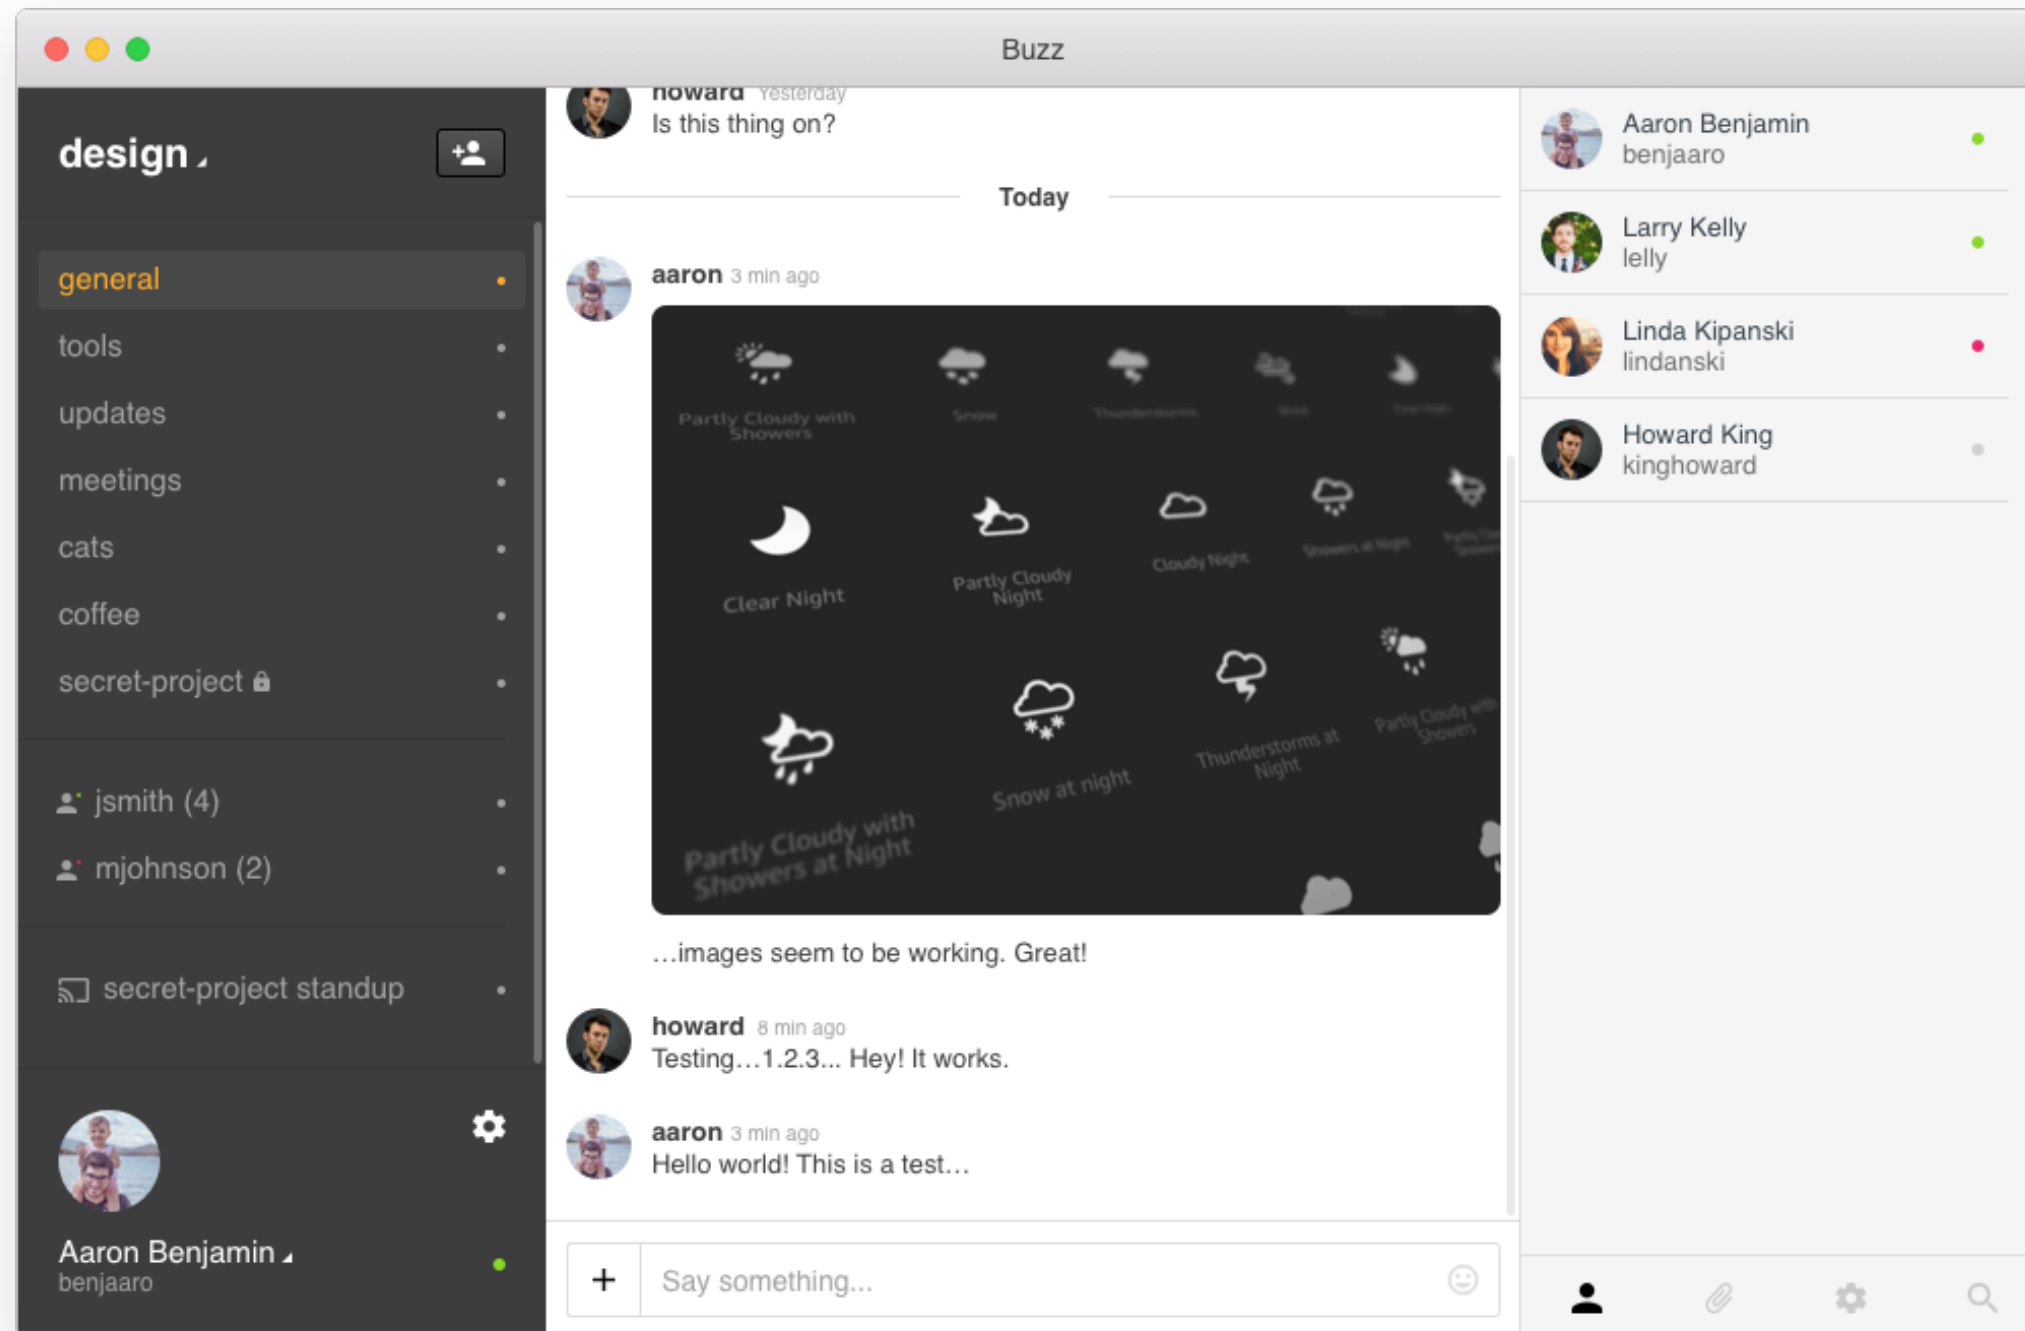 Buzz
design
general
tools
updates
meetings
cats
coffee
secret-project
jsmith (4)
mjohnson (2)
secret-project standup
Aaron Benjamin
benjaaro
howard Yesterday
Is this thing on?
Today
aaron 3 min ago
Partly Cloudy with
Showers
Snow
Thunderstorms
Wind
Clear Night
Partly Cloudy
Night
Cloudy Night
Showers at Night
Partly Cloudy with
Showers at Night
Snow at night
Thunderstorms at
Night
Partly Cloudy with
Showers
…images seem to be working. Great!
howard 8 min ago
Testing…1.2.3... Hey! It works.
aaron 3 min ago
Hello world! This is a test…
Say something...
Aaron Benjamin
benjaaro
Larry Kelly
lelly
Linda Kipanski
lindanski
Howard King
kinghoward